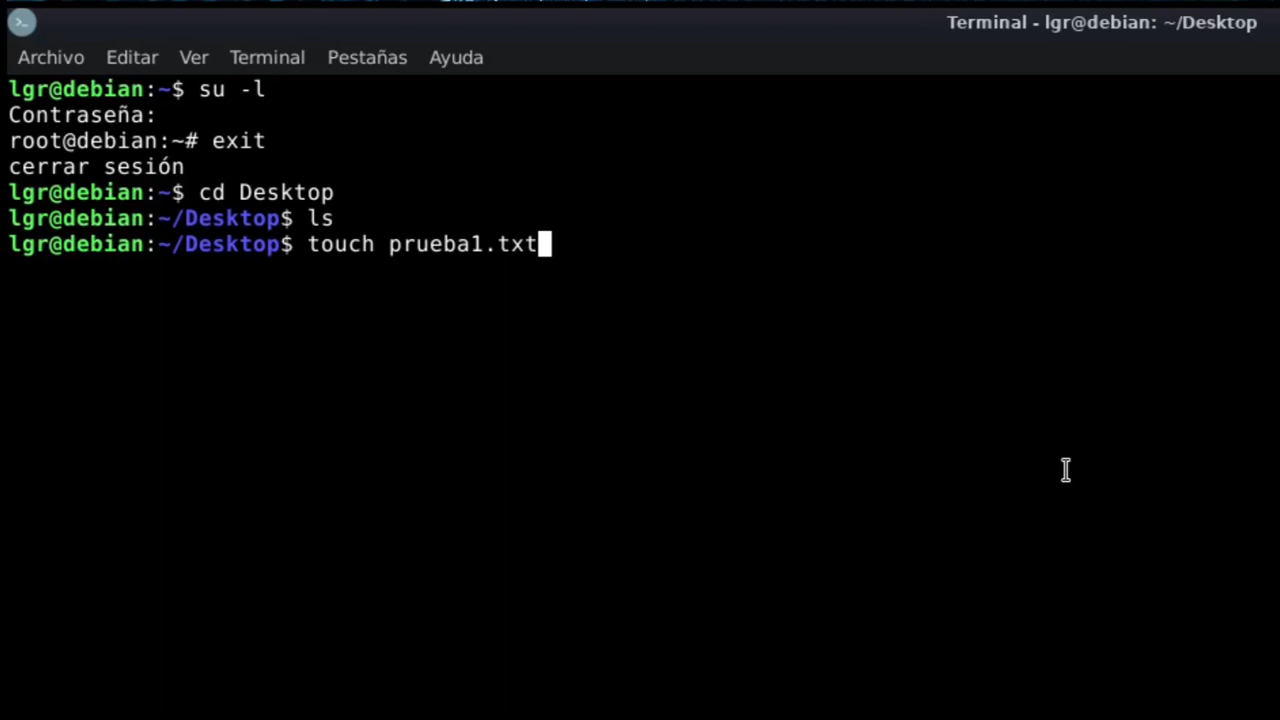 Terminal - lgr@debian: ~/Desktop
Archivo Editar Ver Terminal Pestañas Ayuda
lgr@debian:~$ su -l
Contraseña:
root@debian:~# exit
cerrar sesión
lgr@debian:~$ cd Desktop
lgr@debian:~/Desktop$ ls
lgr@debian:~/Desktop$ touch prueba1.txt